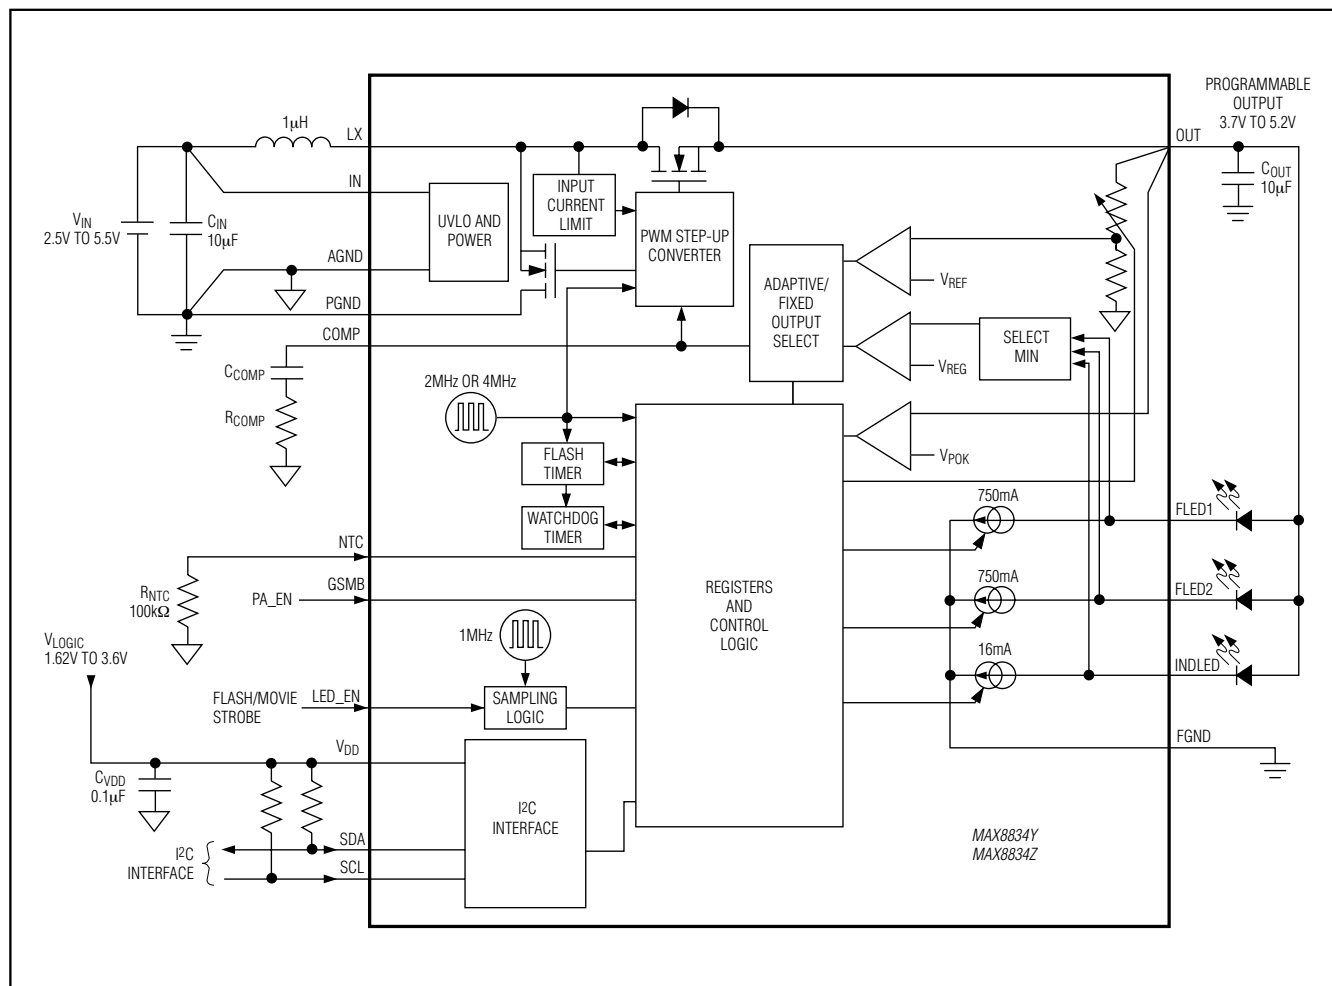 PROGRAMMABLE
OUTPUT
3.7V TO 5.2V
1µH
LX
OUT
IN
INPUT
CURRENT
LIMIT
COUT
10µF
VIN
2.5V TO 5.5V
CIN
10µF
UVLO AND
POWER
PWM STEP-UP
CONVERTER
AGND
ADAPTIVE/
FIXED
OUTPUT
SELECT
VREF
PGND
COMP
SELECT
MIN
VREG
CCOMP
RCOMP
2MHz OR 4MHz
FLASH
TIMER
VPOK
WATCHDOG
TIMER
750mA
FLED1
NTC
RNTC
100kΩ
GSMB
PA_EN
REGISTERS
AND
CONTROL
LOGIC
750mA
FLED2
1MHz
VLOGIC
1.62V TO 3.6V
16mA
INDLED
FLASH/MOVIE
STROBE
LED_EN
SAMPLING
LOGIC
VDD
FGND
CVDD
0.1µF
I2C
INTERFACE
SDA
I2C
INTERFACE
SCL
MAX8834Y
MAX8834Z